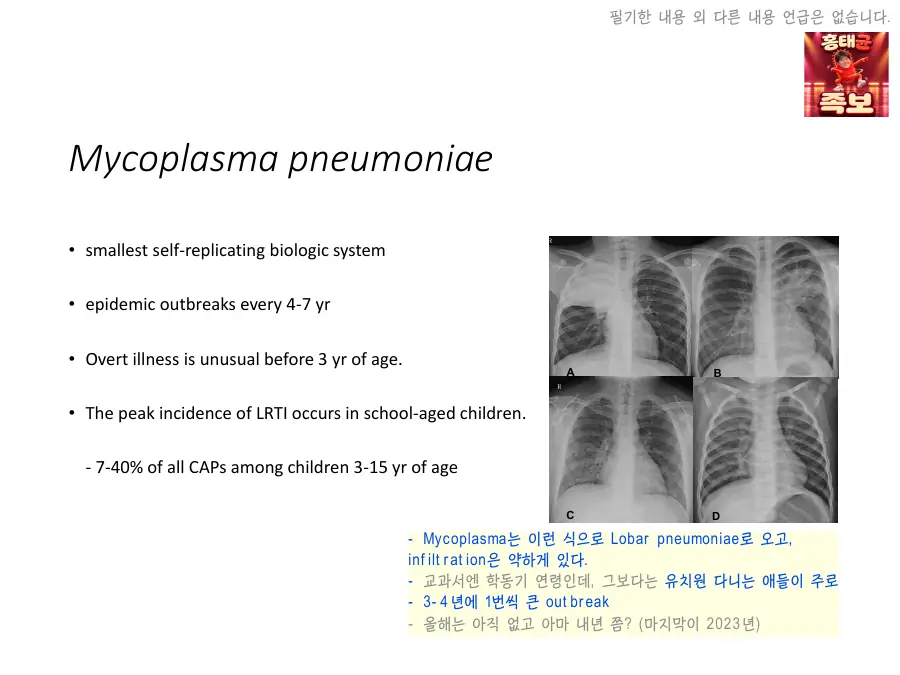 필기한 내용 외 다른 내용 언급은 없습니다.
홍태균
족보
Mycoplasma pneumoniae
• smallest self-replicating biologic system
• epidemic outbreaks every 4-7 yr
• Overt illness is unusual before 3 yr of age.
• The peak incidence of LRTI occurs in school-aged children.
- 7-40% of all CAPs among children 3-15 yr of age
R
A
B
R
C
D
- Mycoplasma는 이런 식으로 Lobar pneumoniae로 오고,
infiltration은 약하게 있다.
- 교과서엔 학동기 연령인데, 그보다는 유치원 다니는 애들이 주로
- 3-4년에 1번씩 큰 outbreak
- 올해는 아직 없고 아마 내년 쯤? (마지막이 2023년)